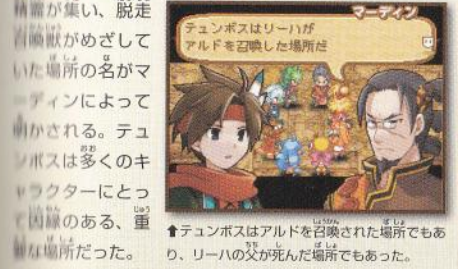 精霊が集い、脱走
召喚獣がめざして
いた場所の名がマ
ーディンによって
明かされる。テュ
ンボスは多くのキ
ャラクターにとっ
て因縁のある、重
要な場所だった。
マーディン
テュンボスはリーハが
アルドを召喚した場所だ
⬆テュンボスはアルドを召喚された場所でもあ
り、リーハの父が死んだ場所でもあった。